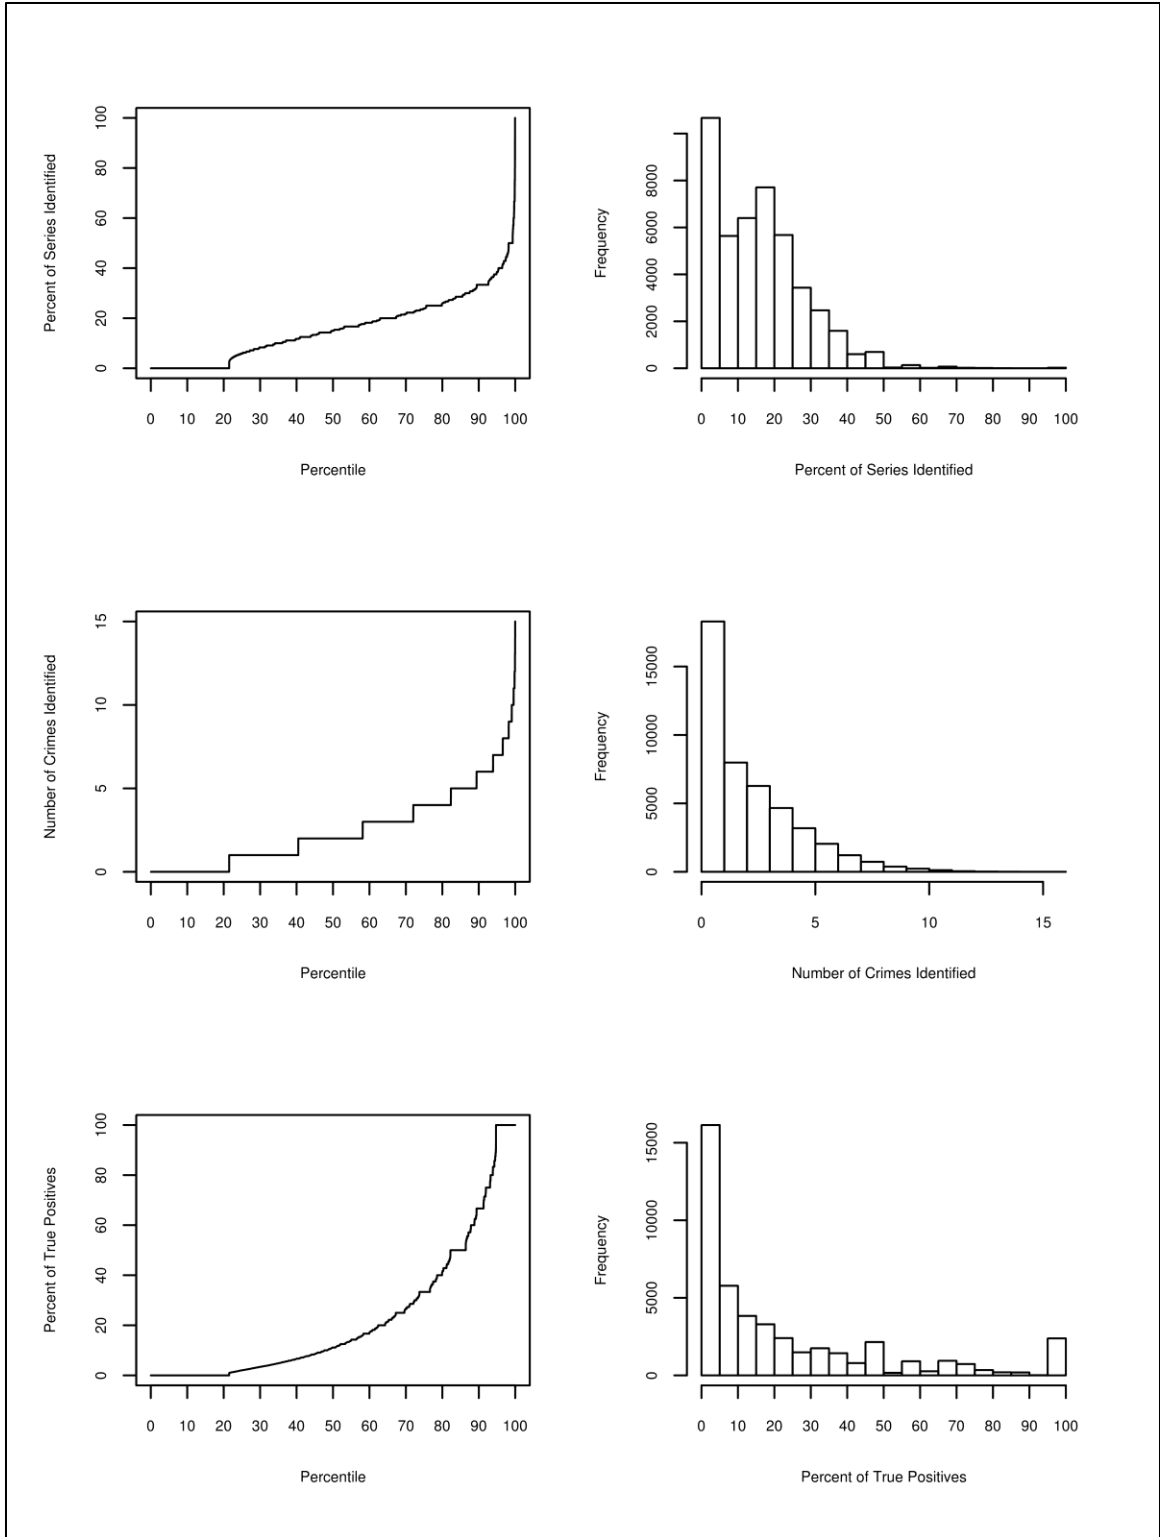 Percent of Series Identified
0 20 40 60 80 100
0 10 20 30 40 50 60 70 80 90 100
Percentile
Frequency
0 2000 4000 6000 8000
0 10 20 30 40 50 60 70 80 90 100
Percent of Series Identified
Number of Crimes Identified
0 5 10 15
0 10 20 30 40 50 60 70 80 90 100
Percentile
Frequency
0 5000 10000 15000
0 5 10 15
Number of Crimes Identified
Percent of True Positives
0 20 40 60 80 100
0 10 20 30 40 50 60 70 80 90 100
Percentile
Frequency
0 5000 10000 15000
0 10 20 30 40 50 60 70 80 90 100
Percent of True Positives